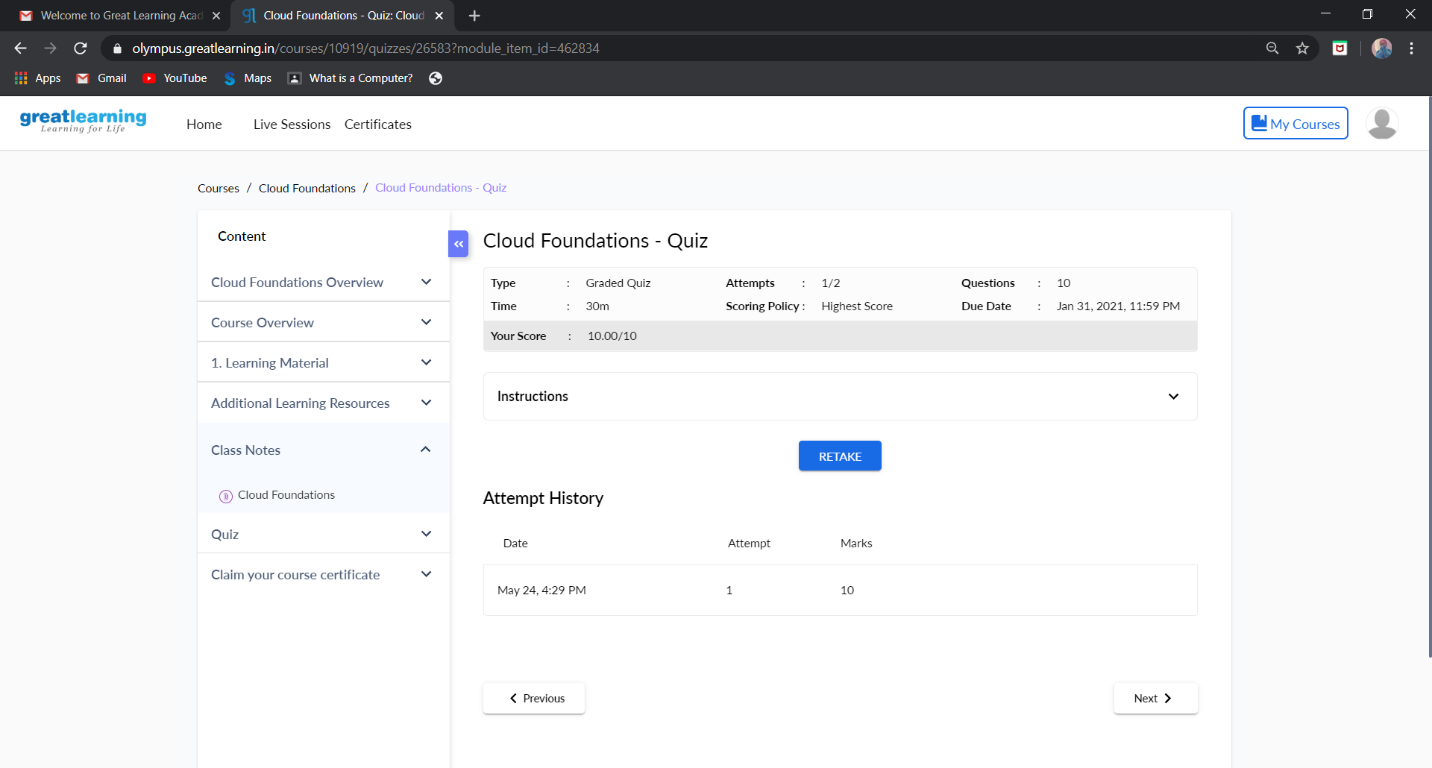 Welcome to Great Learning Acad
Cloud Foundations - Quiz: Cloud
olympus.greatlearning.in/courses/10919/quizzes/26583?module_item_id=462834
Apps Gmail YouTube Maps What is a Computer?
greatlearning
Learning for Life
Home Live Sessions Certificates
My Courses
Courses / Cloud Foundations / Cloud Foundations - Quiz
Content
Cloud Foundations Overview
Course Overview
1. Learning Material
Additional Learning Resources
Class Notes
Cloud Foundations
Quiz
Claim your course certificate
Cloud Foundations - Quiz
Type : Graded Quiz Attempts : 1/2 Questions : 10
Time : 30m Scoring Policy : Highest Score Due Date : Jan 31, 2021, 11:59 PM
Your Score : 10.00/10
Instructions
RETAKE
Attempt History
Date Attempt Marks
May 24, 4:29 PM 1 10
Previous Next